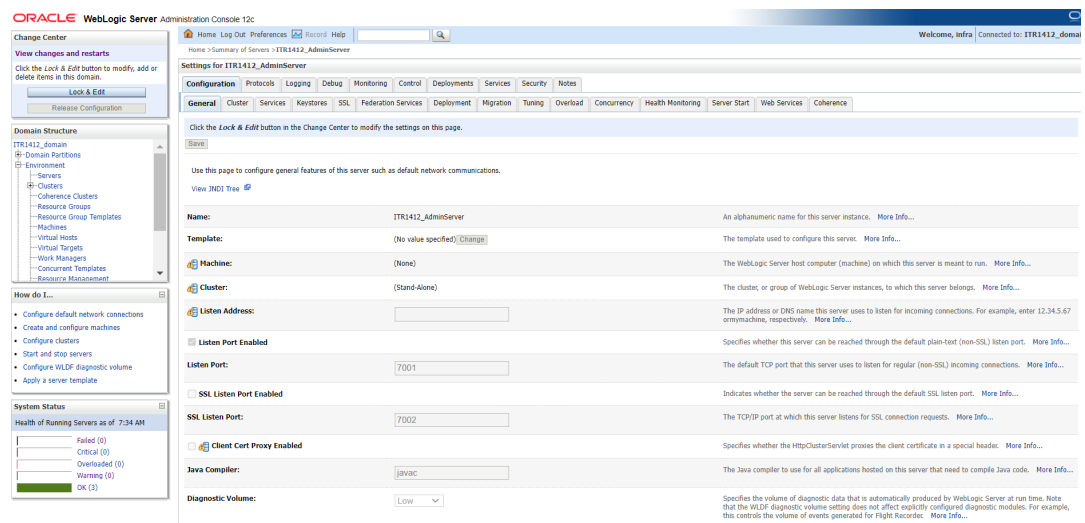 ORACLE WebLogic Server Administration Console 12c
Change Center
View changes and restarts
Click the Lock & Edit button to modify, add or
delete items in this domain.
Lock & Edit
Release Configuration
Domain Structure
ITR1412_domain
Domain Partitions
Environment
Servers
Clusters
Coherence Clusters
Resource Groups
Resource Group Templates
Machines
Virtual Hosts
Virtual Targets
Work Managers
Concurrent Templates
Resource Management
How do I...
Configure default network connections
Create and configure machines
Configure clusters
Start and stop servers
Configure WLDF diagnostic volume
Apply a server template
System Status
Health of Running Servers as of 7:34 AM
Failed (0)
Critical (0)
Overloaded (0)
Warning (0)
OK (3)
Home Log Out Preferences Record Help
Welcome, infra Connected to: ITR1412_domai
Home >Summary of Servers >ITR1412_AdminServer
Settings for ITR1412_AdminServer
Configuration Protocols Logging Debug Monitoring Control Deployments Services Security Notes
General Cluster Services Keystores SSL Federation Services Deployment Migration Tuning Overload Concurrency Health Monitoring Server Start Web Services Coherence
Click the Lock & Edit button in the Change Center to modify the settings on this page.
Save
Use this page to configure general features of this server such as default network communications.
View JNDI Tree
Name: ITR1412_AdminServer An alphanumeric name for this server instance. More Info...
Template: (No value specified) Change The template used to configure this server. More Info...
Machine: (None) The WebLogic Server host computer (machine) on which this server is meant to run. More Info...
Cluster: (Stand-Alone) The cluster, or group of WebLogic Server instances, to which this server belongs. More Info...
Listen Address: The IP address or DNS name this server uses to listen for incoming connections. For example, enter 12.34.5.67
ormymachine, respectively. More Info...
Listen Port Enabled Specifies whether this server can be reached through the default plain-text (non-SSL) listen port. More Info...
Listen Port: 7001 The default TCP port that this server uses to listen for regular (non-SSL) incoming connections. More Info...
SSL Listen Port Enabled Indicates whether the server can be reached through the default SSL listen port. More Info...
SSL Listen Port: 7002 The TCP/IP port at which this server listens for SSL connection requests. More Info...
Client Cert Proxy Enabled Specifies whether the HttpClusterServlet proxies the client certificate in a special header. More Info...
Java Compiler: javac The Java compiler to use for all applications hosted on this server that need to compile Java code. More Info...
Diagnostic Volume: Low Specifies the volume of diagnostic data that is automatically produced by WebLogic Server at run time. Note
that the WLDF diagnostic volume setting does not affect explicitly configured diagnostic modules. For example,
this controls the volume of events generated for Flight Recorder. More Info...